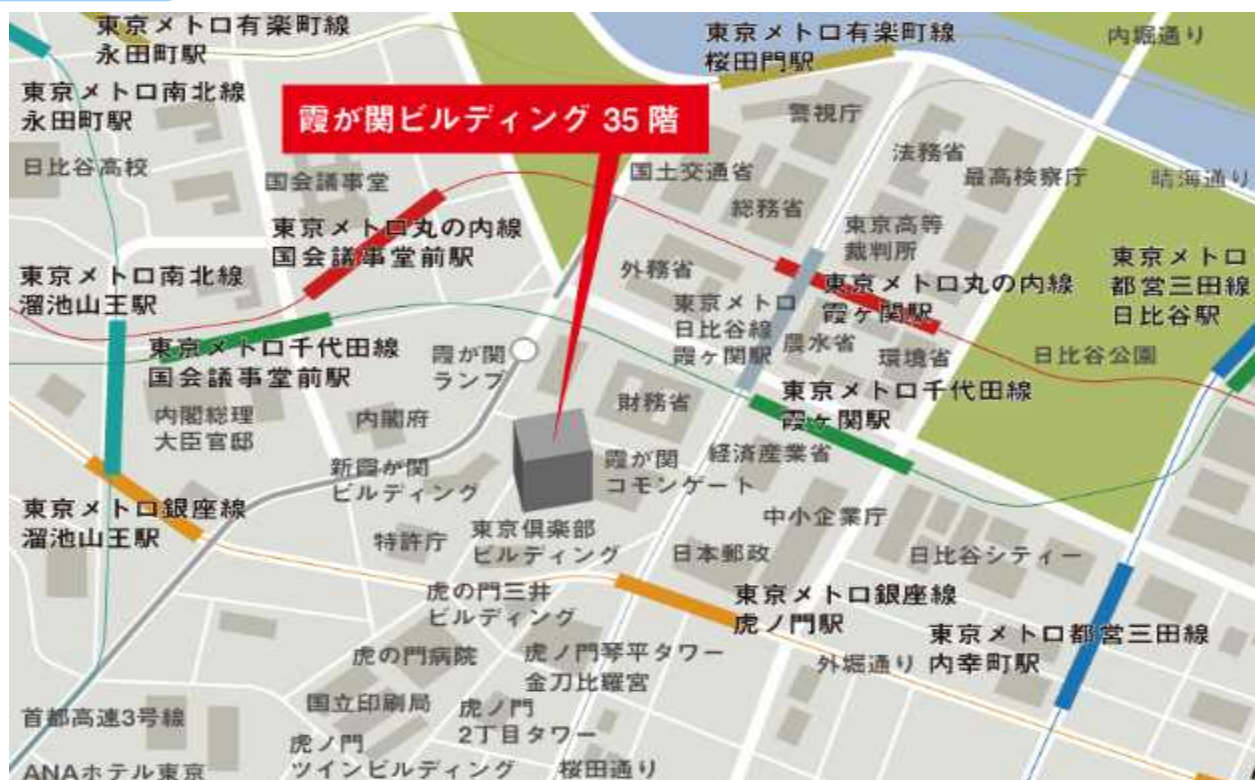 東京メトロ有楽町線
永田町駅
東京メトロ有楽町線
桜田門駅
内堀通り
東京メトロ南北線
永田町駅
霞が関ビルディング 35 階
警視庁
日比谷高校
国会議事堂
国土交通省
法務省
最高検察庁
晴海通り
総務省
東京メトロ丸の内線
国会議事堂前駅
東京高等
裁判所
東京メトロ南北線
溜池山王駅
外務省
東京メトロ丸の内線
霞ヶ関駅
東京メトロ
都営三田線
日比谷駅
東京メトロ
日比谷線
霞ヶ関駅
農水省
環境省
日比谷公園
東京メトロ千代田線
国会議事堂前駅
霞が関
ランプ
東京メトロ千代田線
霞ヶ関駅
財務省
内閣総理
大臣官邸
内閣府
新霞が関
ビルディング
霞が関
コモンゲート
経済産業省
東京メトロ銀座線
溜池山王駅
特許庁
東京倶楽部
ビルディング
中小企業庁
日本郵政
日比谷シティー
虎の門三井
ビルディング
東京メトロ銀座線
虎ノ門駅
東京メトロ都営三田線
内幸町駅
虎の門病院
虎ノ門琴平タワー
金刀比羅宮
外堀通り
国立印刷局
虎ノ門
2丁目タワー
首都高速3号線
虎ノ門
ツインビルディング
桜田通り
ANAホテル東京